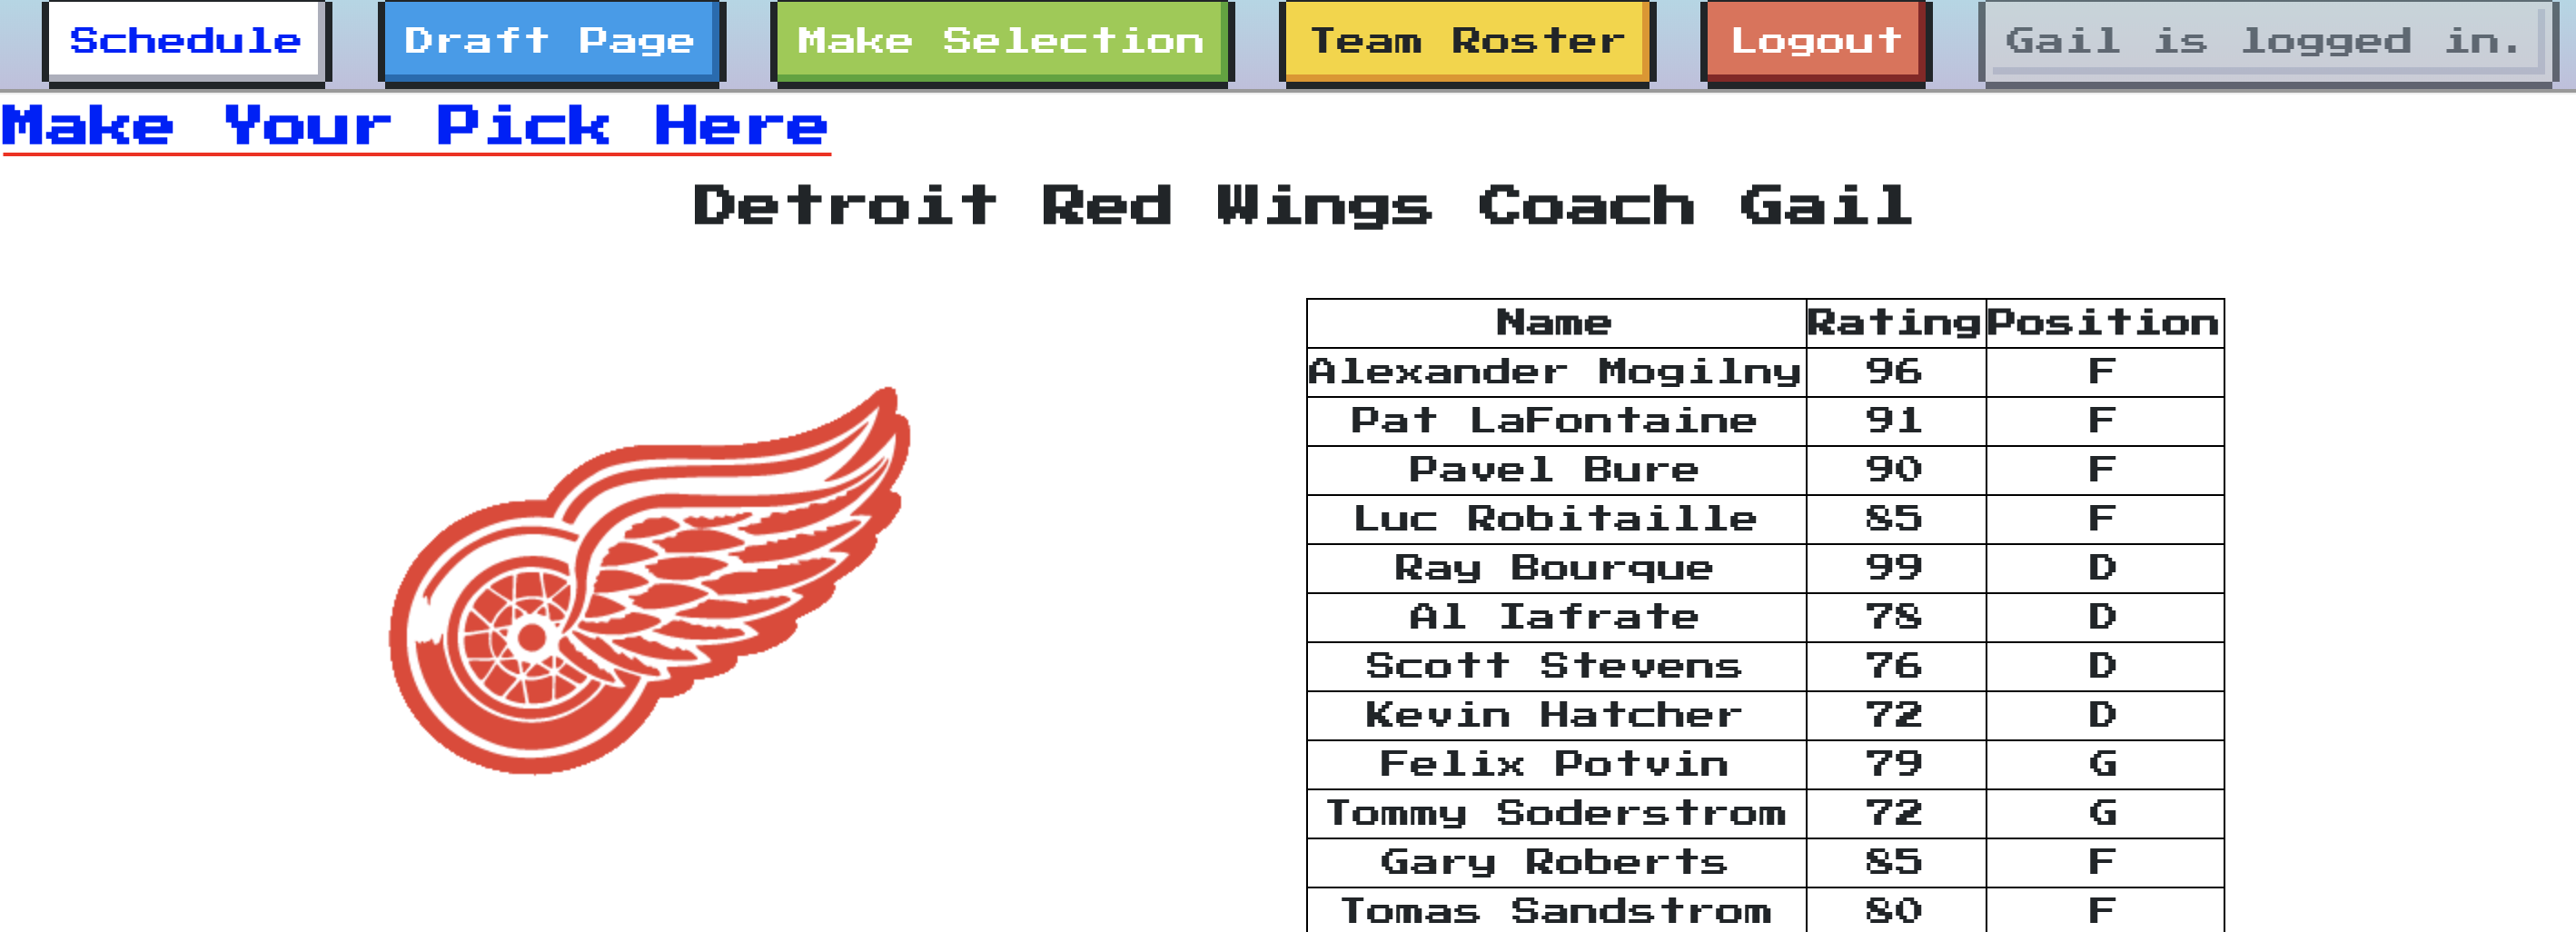 Schedule Draft Page Make Selection Team Roster Logout Gail is logged in.
Make Your Pick Here
Detroit Red Wings Coach Gail
Name Rating Position
Alexander Mogilny 96 F
Pat LaFontaine 91 F
Pavel Bure 90 F
Luc Robitaille 85 F
Ray Bourque 99 D
Al Iafrate 78 D
Scott Stevens 76 D
Kevin Hatcher 72 D
Felix Potvin 79 G
Tommy Soderstrom 72 G
Gary Roberts 85 F
Tomas Sandstrom 80 F